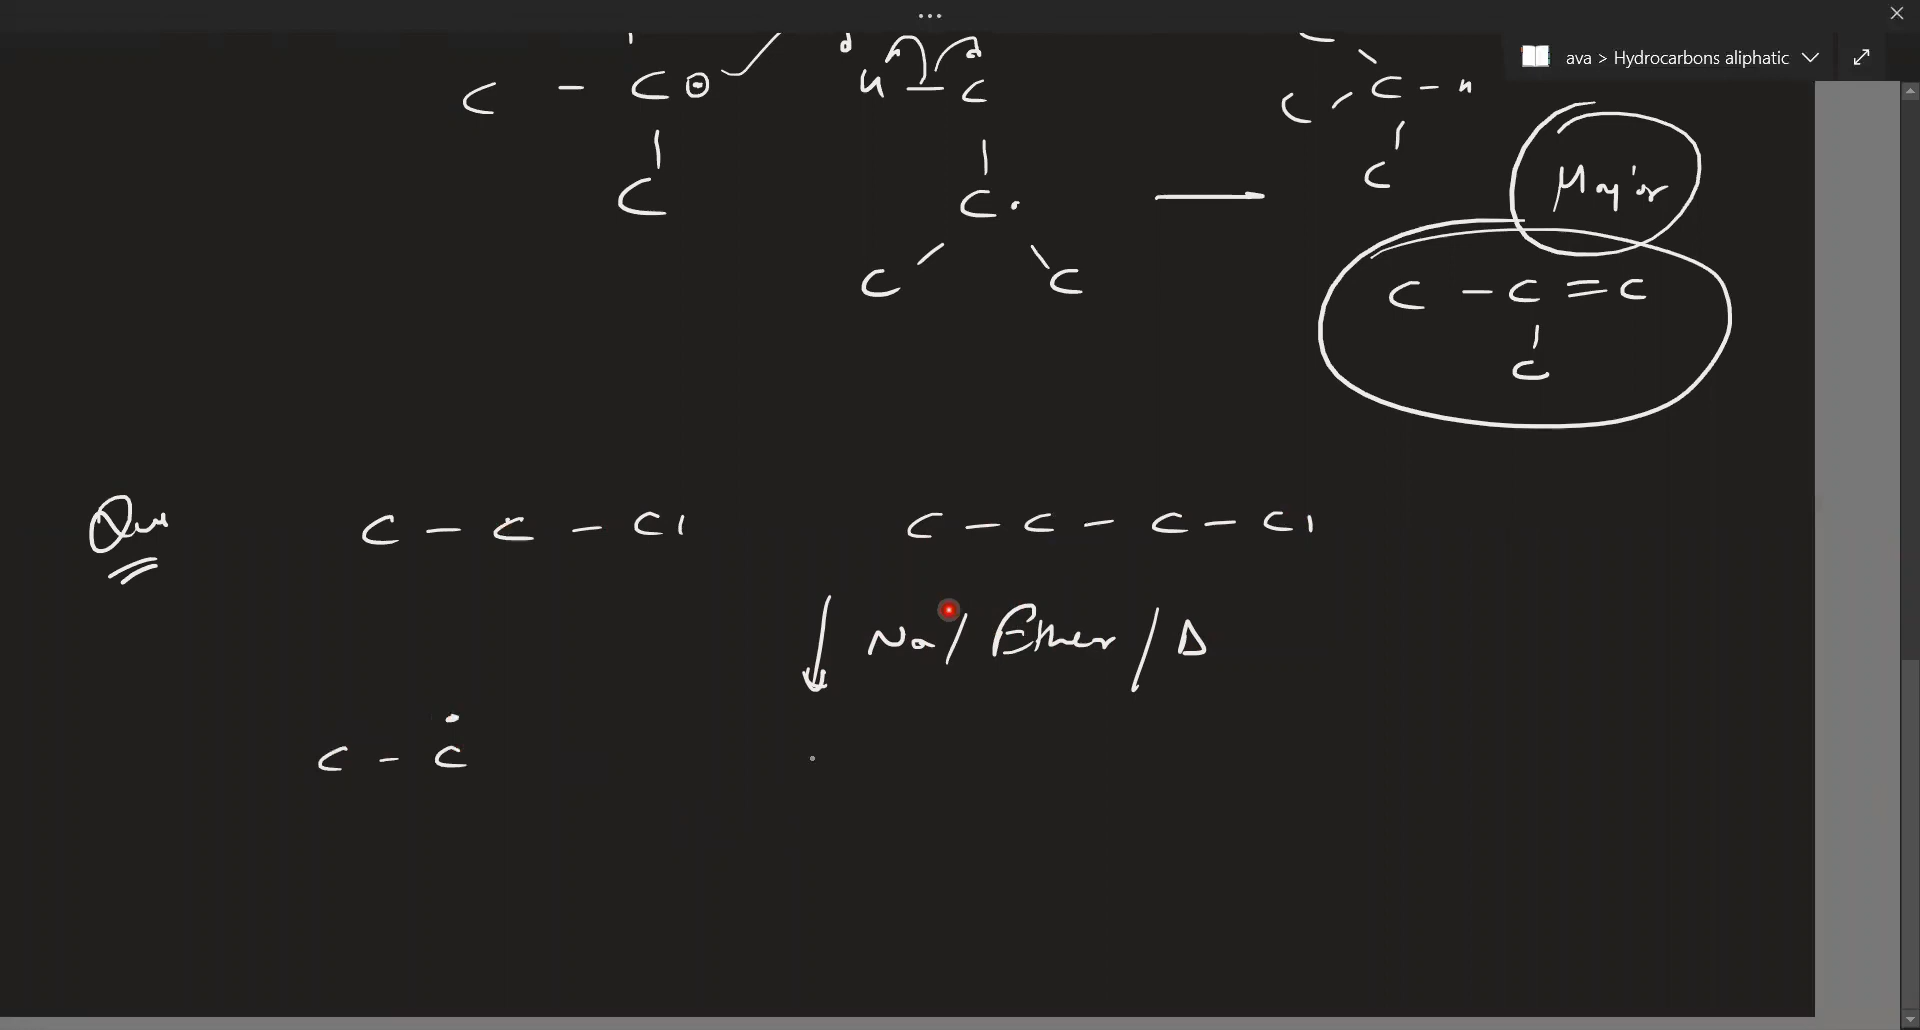 ava > Hydrocarbons aliphatic
C - C⊙ H - C C - H
C
C C
C· → C
C C
Major
C - C = C
C
Que C - C - Cl C - C - C - Cl
↓ Na / Ether / Δ
C - Ċ